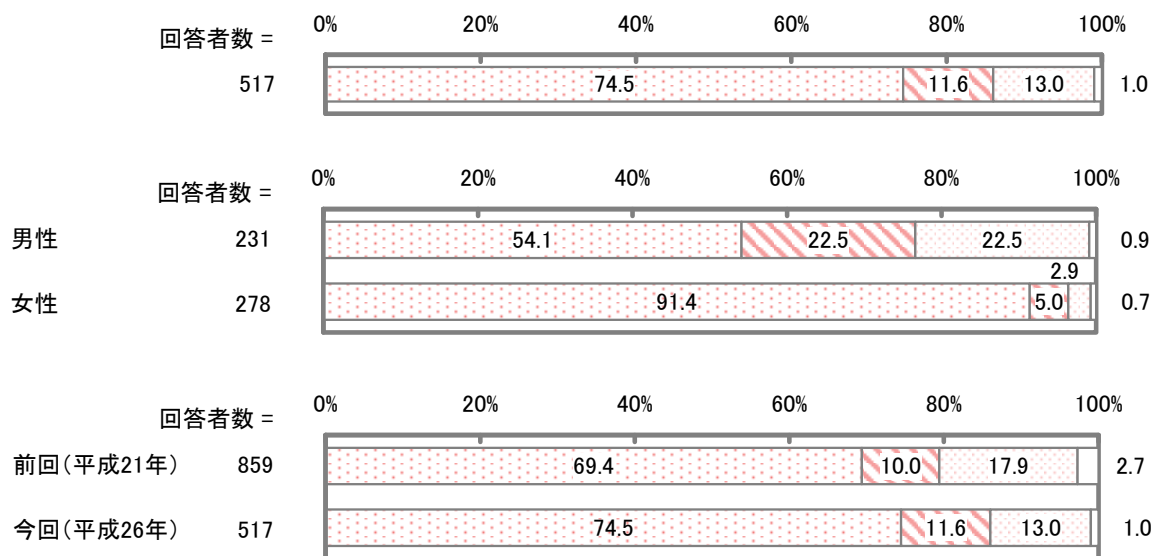 0% 20% 40% 60% 80% 100%
回答者数 =
517 74.5 11.6 13.0 1.0
0% 20% 40% 60% 80% 100%
回答者数 =
男性 231 54.1 22.5 22.5 0.9
2.9
女性 278 91.4 5.0 0.7
0% 20% 40% 60% 80% 100%
回答者数 =
前回(平成21年) 859 69.4 10.0 17.9 2.7
今回(平成26年) 517 74.5 11.6 13.0 1.0